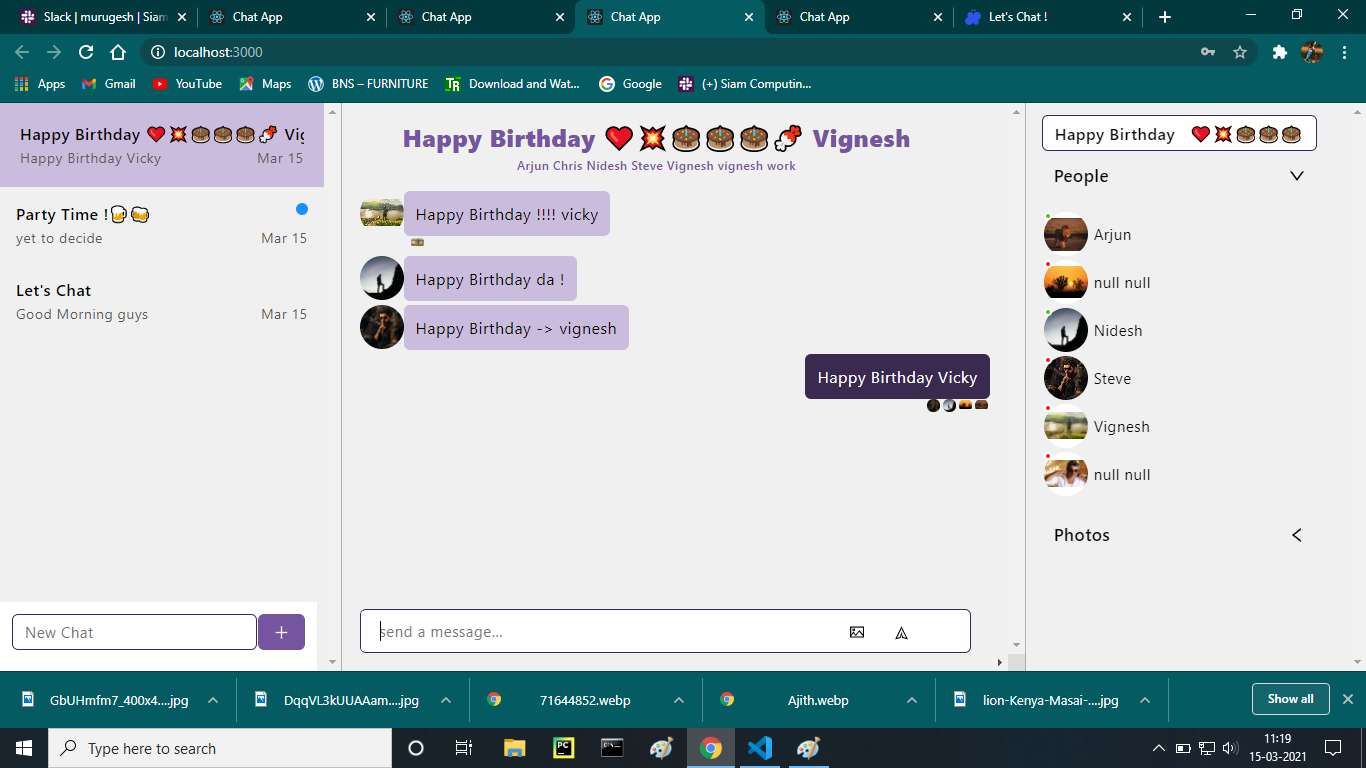 Slack | murugesh | Siam
Chat App
Chat App
Chat App
Chat App
Let's Chat !
localhost:3000
Apps
Gmail
YouTube
Maps
BNS – FURNITURE
Download and Wat...
Google
(+) Siam Computin...
Happy Birthday ❤️💥🎂🎂🎂🍖 Vig
Happy Birthday Vicky
Mar 15
Party Time !🍺🍻
yet to decide
Mar 15
Let's Chat
Good Morning guys
Mar 15
New Chat
Happy Birthday ❤️💥🎂🎂🎂🍖 Vignesh
Arjun Chris Nidesh Steve Vignesh vignesh work
Happy Birthday !!!! vicky
Happy Birthday da !
Happy Birthday -> vignesh
Happy Birthday Vicky
send a message...
Happy Birthday ❤️💥🎂🎂🎂
People
Arjun
null null
Nidesh
Steve
Vignesh
null null
Photos
GbUHmfm7_400x4....jpg
DqqVL3kUUAAam....jpg
71644852.webp
Ajith.webp
lion-Kenya-Masai-....jpg
Show all
Type here to search
PC
11:19
15-03-2021